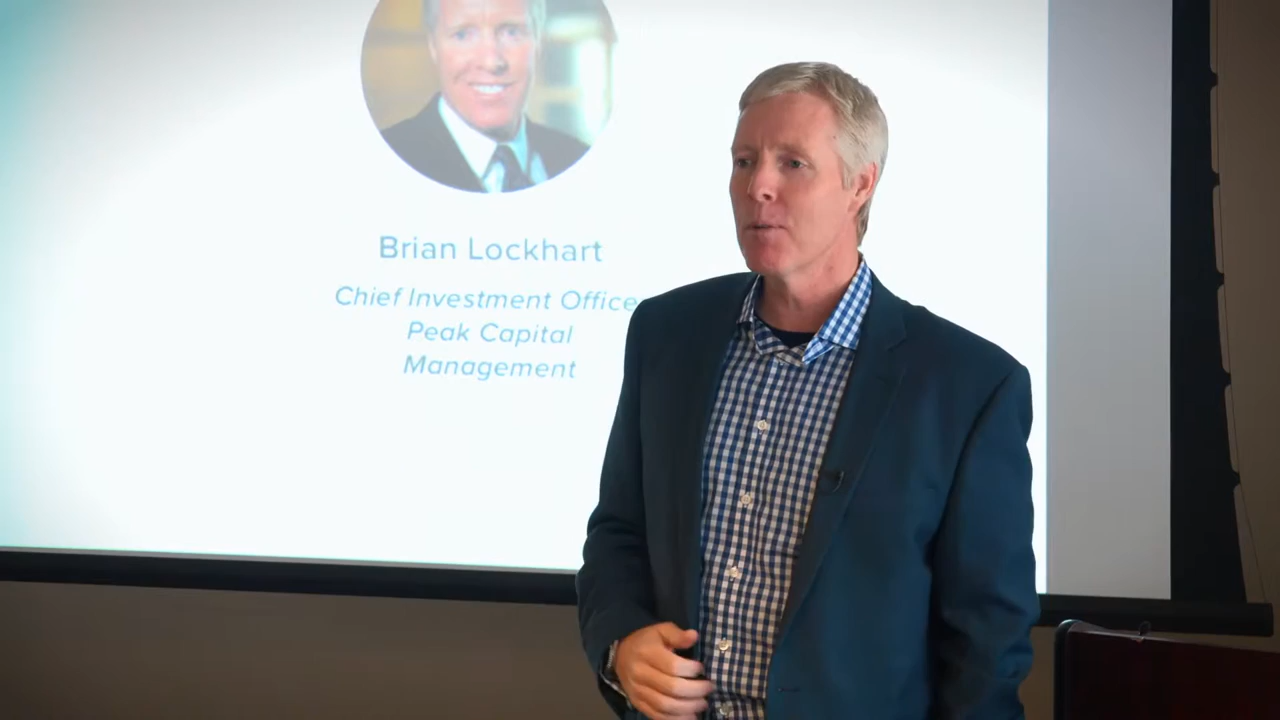 Brian Lockhart
Chief Investment Office
Peak Capital
Management